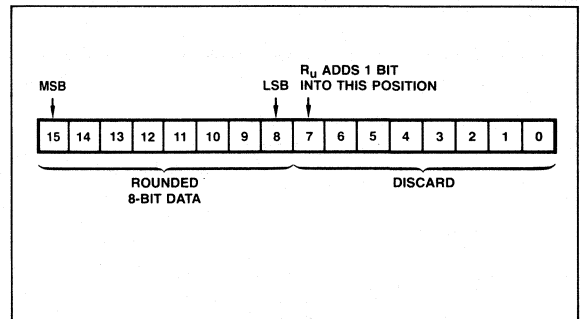 R_u ADDS 1 BIT
MSB LSB INTO THIS POSITION
15 14 13 12 11 10 9 8 7 6 5 4 3 2 1 0
ROUNDED DISCARD
8-BIT DATA